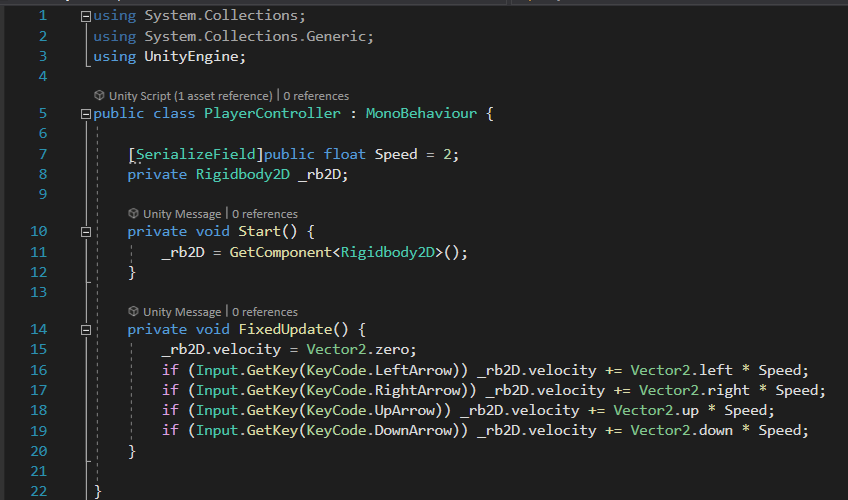 1 using System.Collections;
2 using System.Collections.Generic;
3 using UnityEngine;
4
Unity Script (1 asset reference) | 0 references
5 public class PlayerController : MonoBehaviour {
6
7 [SerializeField]public float Speed = 2;
8 private Rigidbody2D _rb2D;
9
Unity Message | 0 references
10 private void Start() {
11 _rb2D = GetComponent<Rigidbody2D>();
12 }
13
Unity Message | 0 references
14 private void FixedUpdate() {
15 _rb2D.velocity = Vector2.zero;
16 if (Input.GetKey(KeyCode.LeftArrow)) _rb2D.velocity += Vector2.left * Speed;
17 if (Input.GetKey(KeyCode.RightArrow)) _rb2D.velocity += Vector2.right * Speed;
18 if (Input.GetKey(KeyCode.UpArrow)) _rb2D.velocity += Vector2.up * Speed;
19 if (Input.GetKey(KeyCode.DownArrow)) _rb2D.velocity += Vector2.down * Speed;
20 }
21
22 }